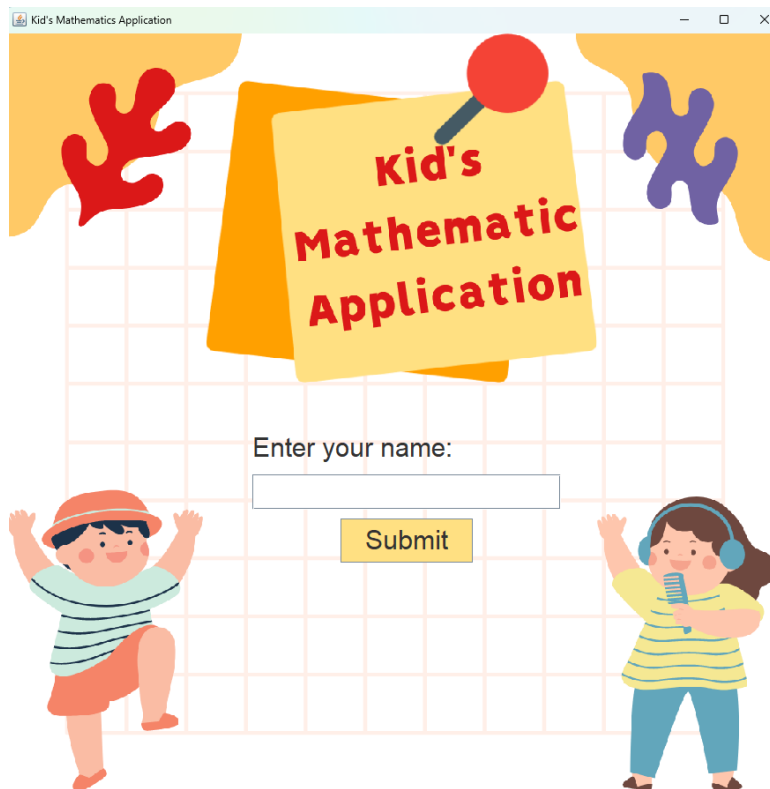 Kid's Mathematics Application
Kid's
Mathematic
Application
Enter your name:
Submit